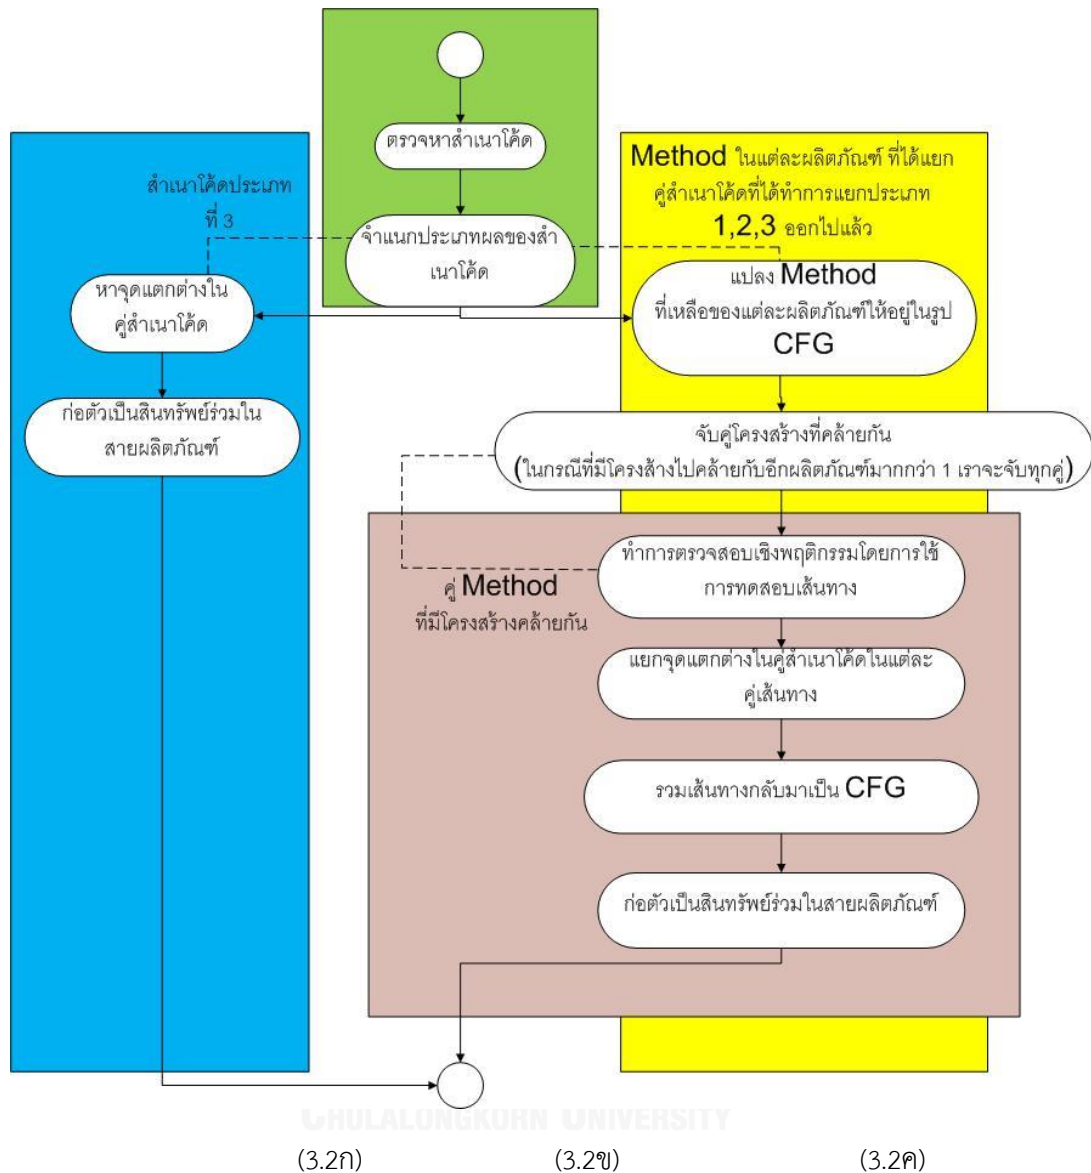 ตรวจหาสำเนาโค้ด
จำแนกประเภทผลของสำ
เนาโค้ด
สำเนาโค้ดประเภท
ที่ 3
หาจุดแตกต่างใน
คู่สำเนาโค้ด
ก่อตัวเป็นสินทรัพย์ร่วมใน
สายผลิตภัณฑ์
Method ในแต่ละผลิตภัณฑ์ ที่ได้แยก
คู่สำเนาโค้ดที่ได้ทำการแยกประเภท
1,2,3 ออกไปแล้ว
แปลง Method
ที่เหลือของแต่ละผลิตภัณฑ์ให้อยู่ในรูป
CFG
จับคู่โครงสร้างที่คล้ายกัน
(ในกรณีที่มีโครงส้างไปคล้ายกับอีกผลิตภัณฑ์มากกว่า 1 เราจะจับทุกคู่)
คู่ Method
ที่มีโครงสร้างคล้ายกัน
ทำการตรวจสอบเชิงพฤติกรรมโดยการใช้
การทดสอบเส้นทาง
แยกจุดแตกต่างในคู่สำเนาโค้ดในแต่ละ
คู่เส้นทาง
รวมเส้นทางกลับมาเป็น CFG
ก่อตัวเป็นสินทรัพย์ร่วมในสายผลิตภัณฑ์
CHULALONGKORN UNIVERSITY
(3.2ก) (3.2ข) (3.2ค)